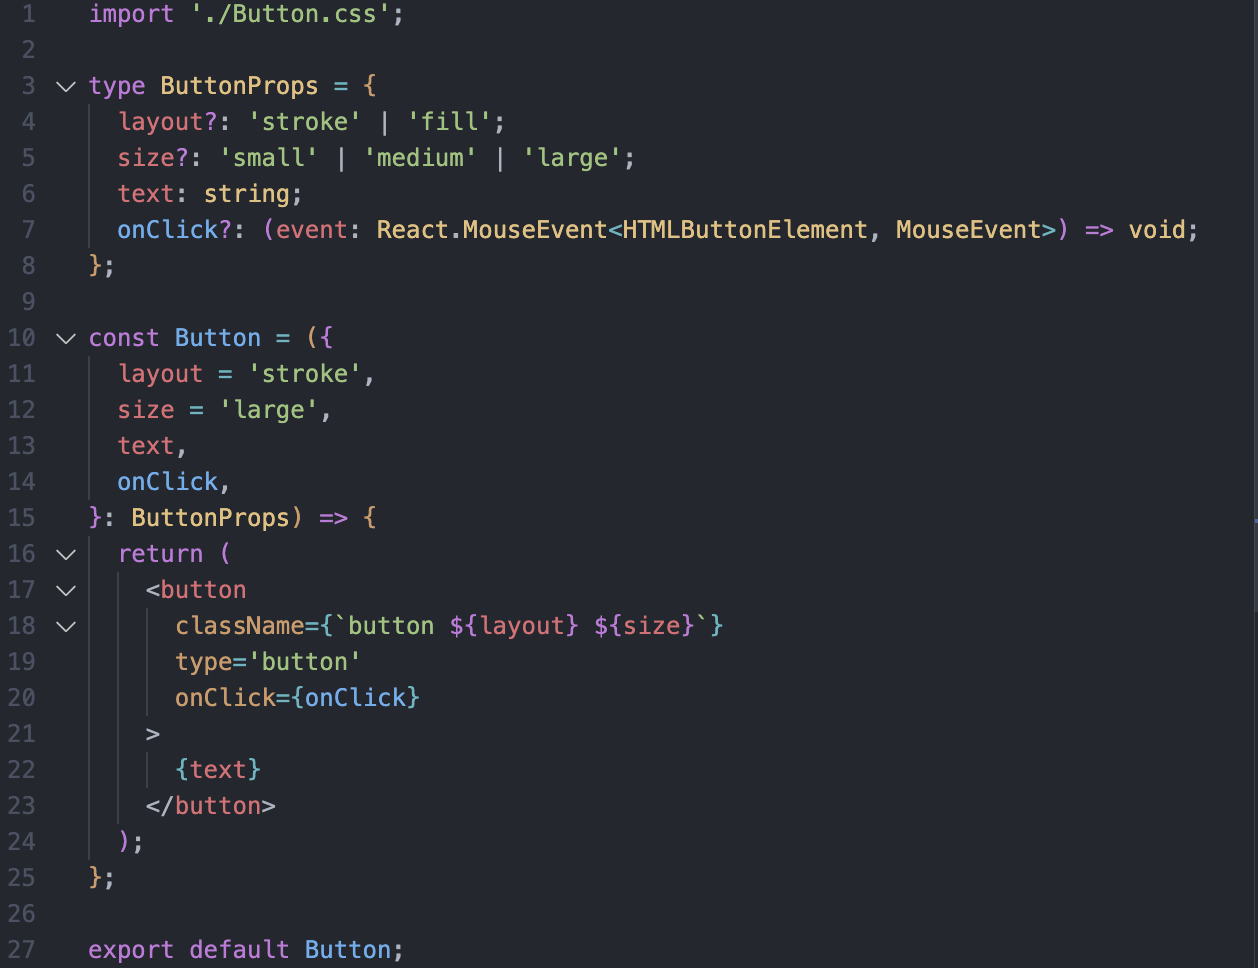 1 import './Button.css';
2
3 type ButtonProps = {
4 layout?: 'stroke' | 'fill';
5 size?: 'small' | 'medium' | 'large';
6 text: string;
7 onClick?: (event: React.MouseEvent<HTMLButtonElement, MouseEvent>) => void;
8 };
9
10 const Button = ({
11 layout = 'stroke',
12 size = 'large',
13 text,
14 onClick,
15 }: ButtonProps) => {
16 return (
17 <button
18 className={`button ${layout} ${size}`}
19 type='button'
20 onClick={onClick}
21 >
22 {text}
23 </button>
24 );
25 };
26
27 export default Button;